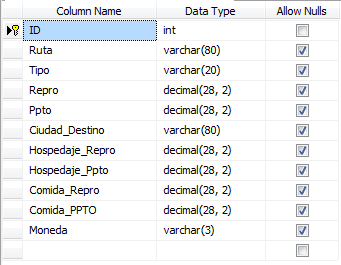 Column Name Data Type Allow Nulls
ID int
Ruta varchar(80)
Tipo varchar(20)
Repro decimal(28, 2)
Ppto decimal(28, 2)
Ciudad_Destino varchar(80)
Hospedaje_Repro decimal(28, 2)
Hospedaje_Ppto decimal(28, 2)
Comida_Repro decimal(28, 2)
Comida_PPTO decimal(28, 2)
Moneda varchar(3)